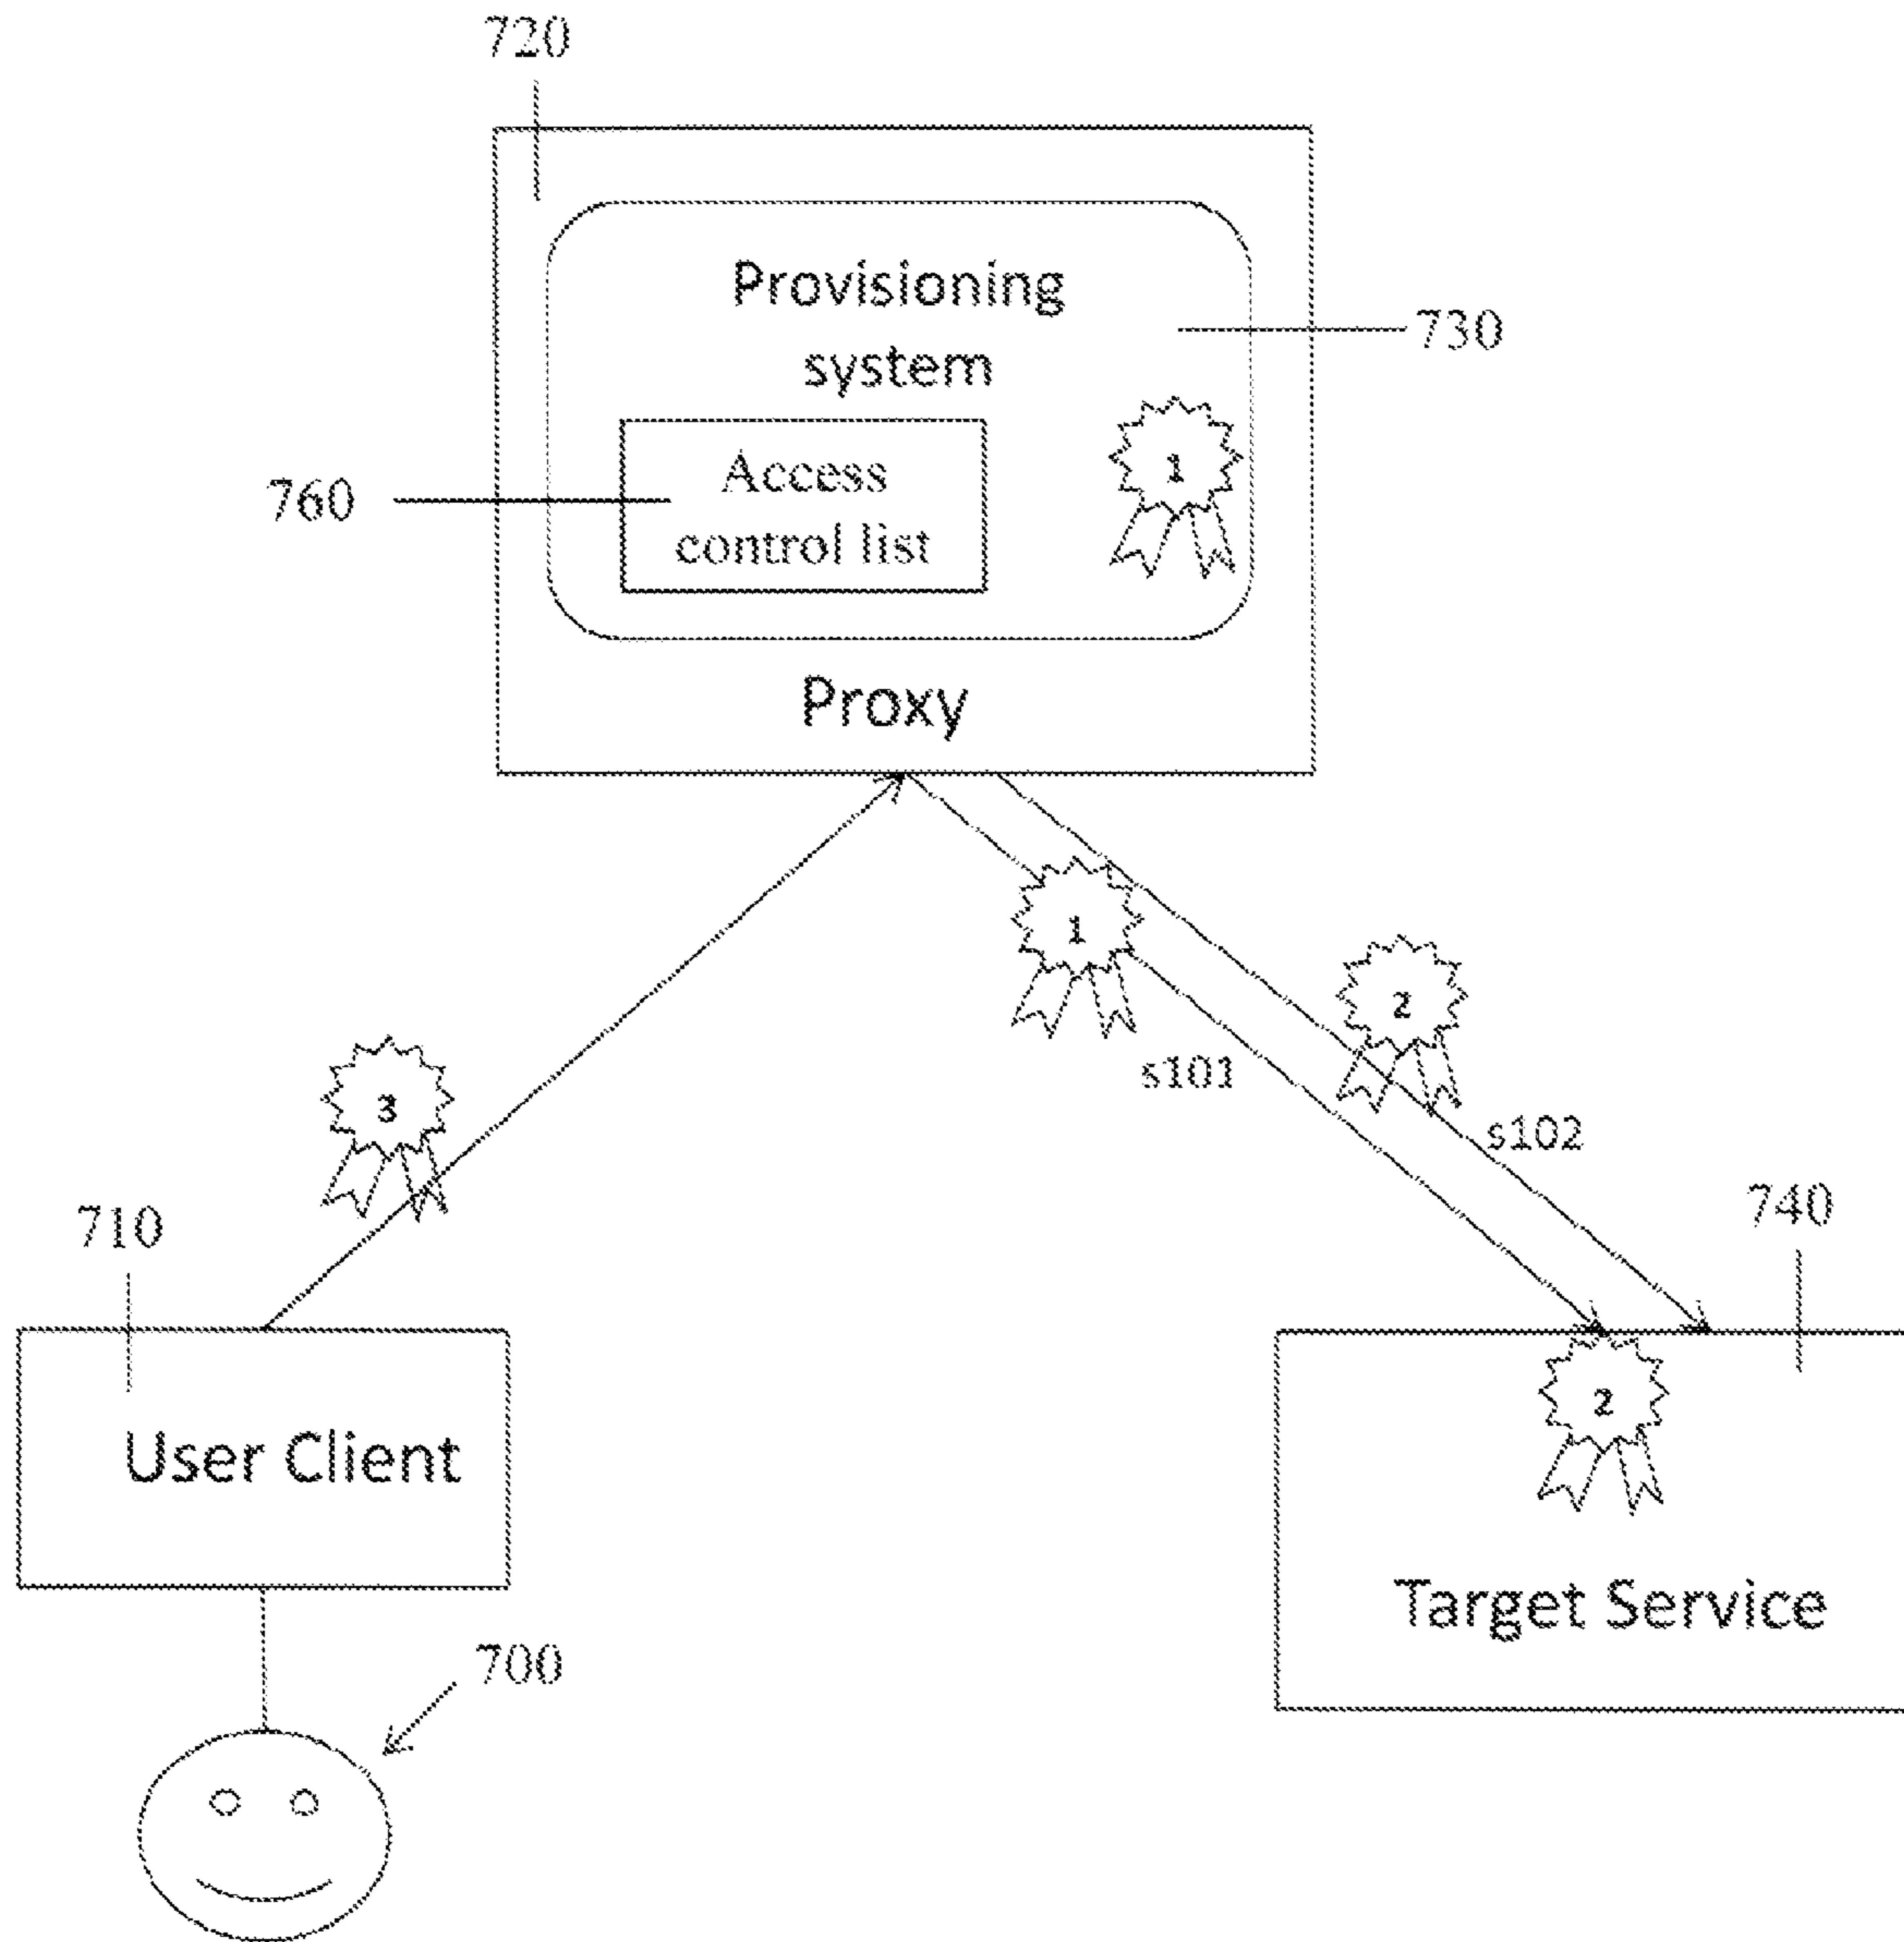 720
Provisioning
system
730
1
Access
control list
760
Proxy
1
2
s101
3
s102
710
740
2
User Client
Target Service
700